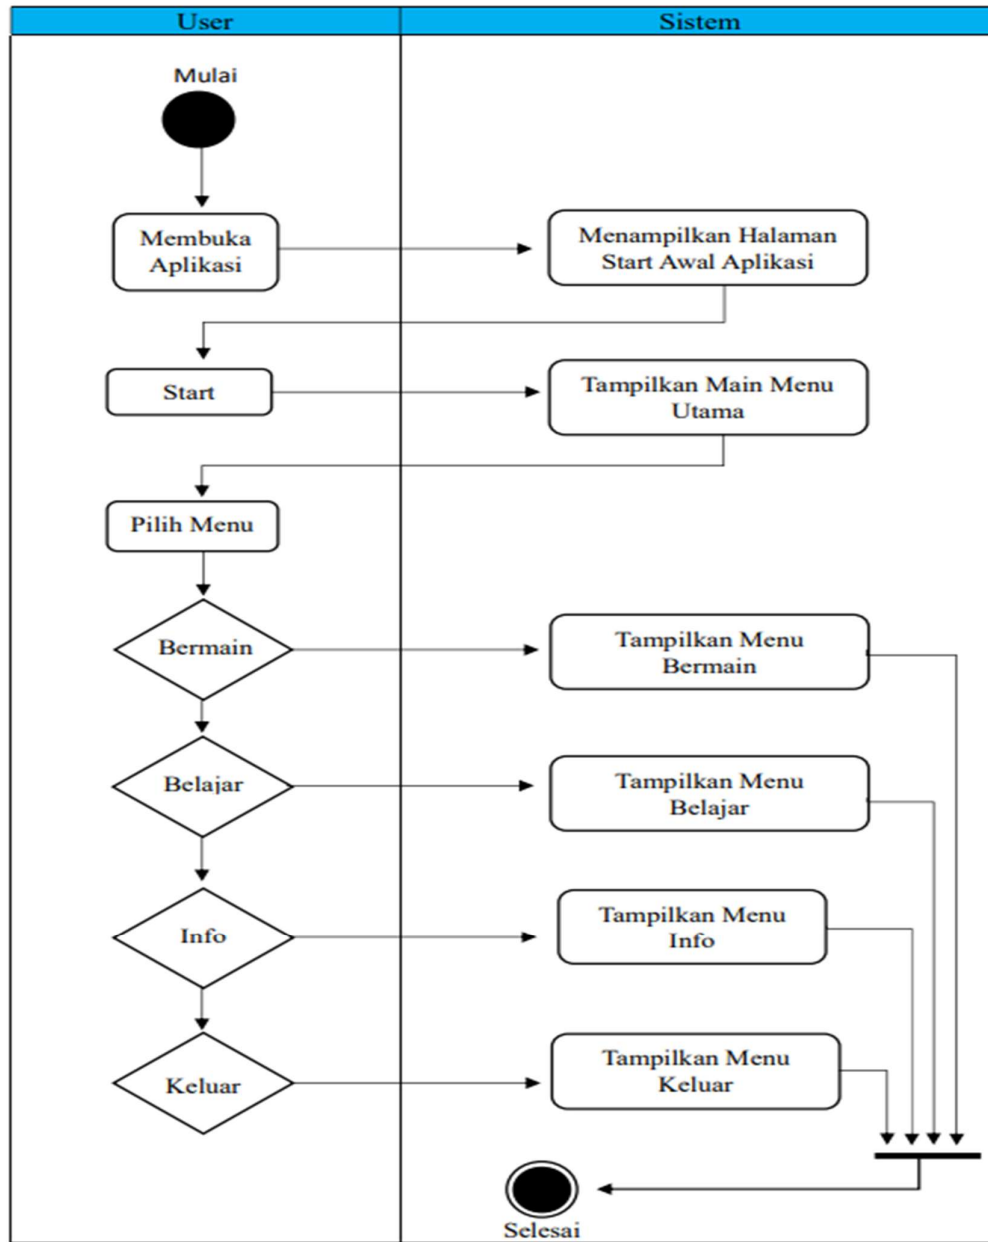 User
Sistem
Mulai
Membuka
Aplikasi
Menampilkan Halaman
Start Awal Aplikasi
Start
Tampilkan Main Menu
Utama
Pilih Menu
Bermain
Tampilkan Menu
Bermain
Belajar
Tampilkan Menu
Belajar
Info
Tampilkan Menu
Info
Keluar
Tampilkan Menu
Keluar
Selesai